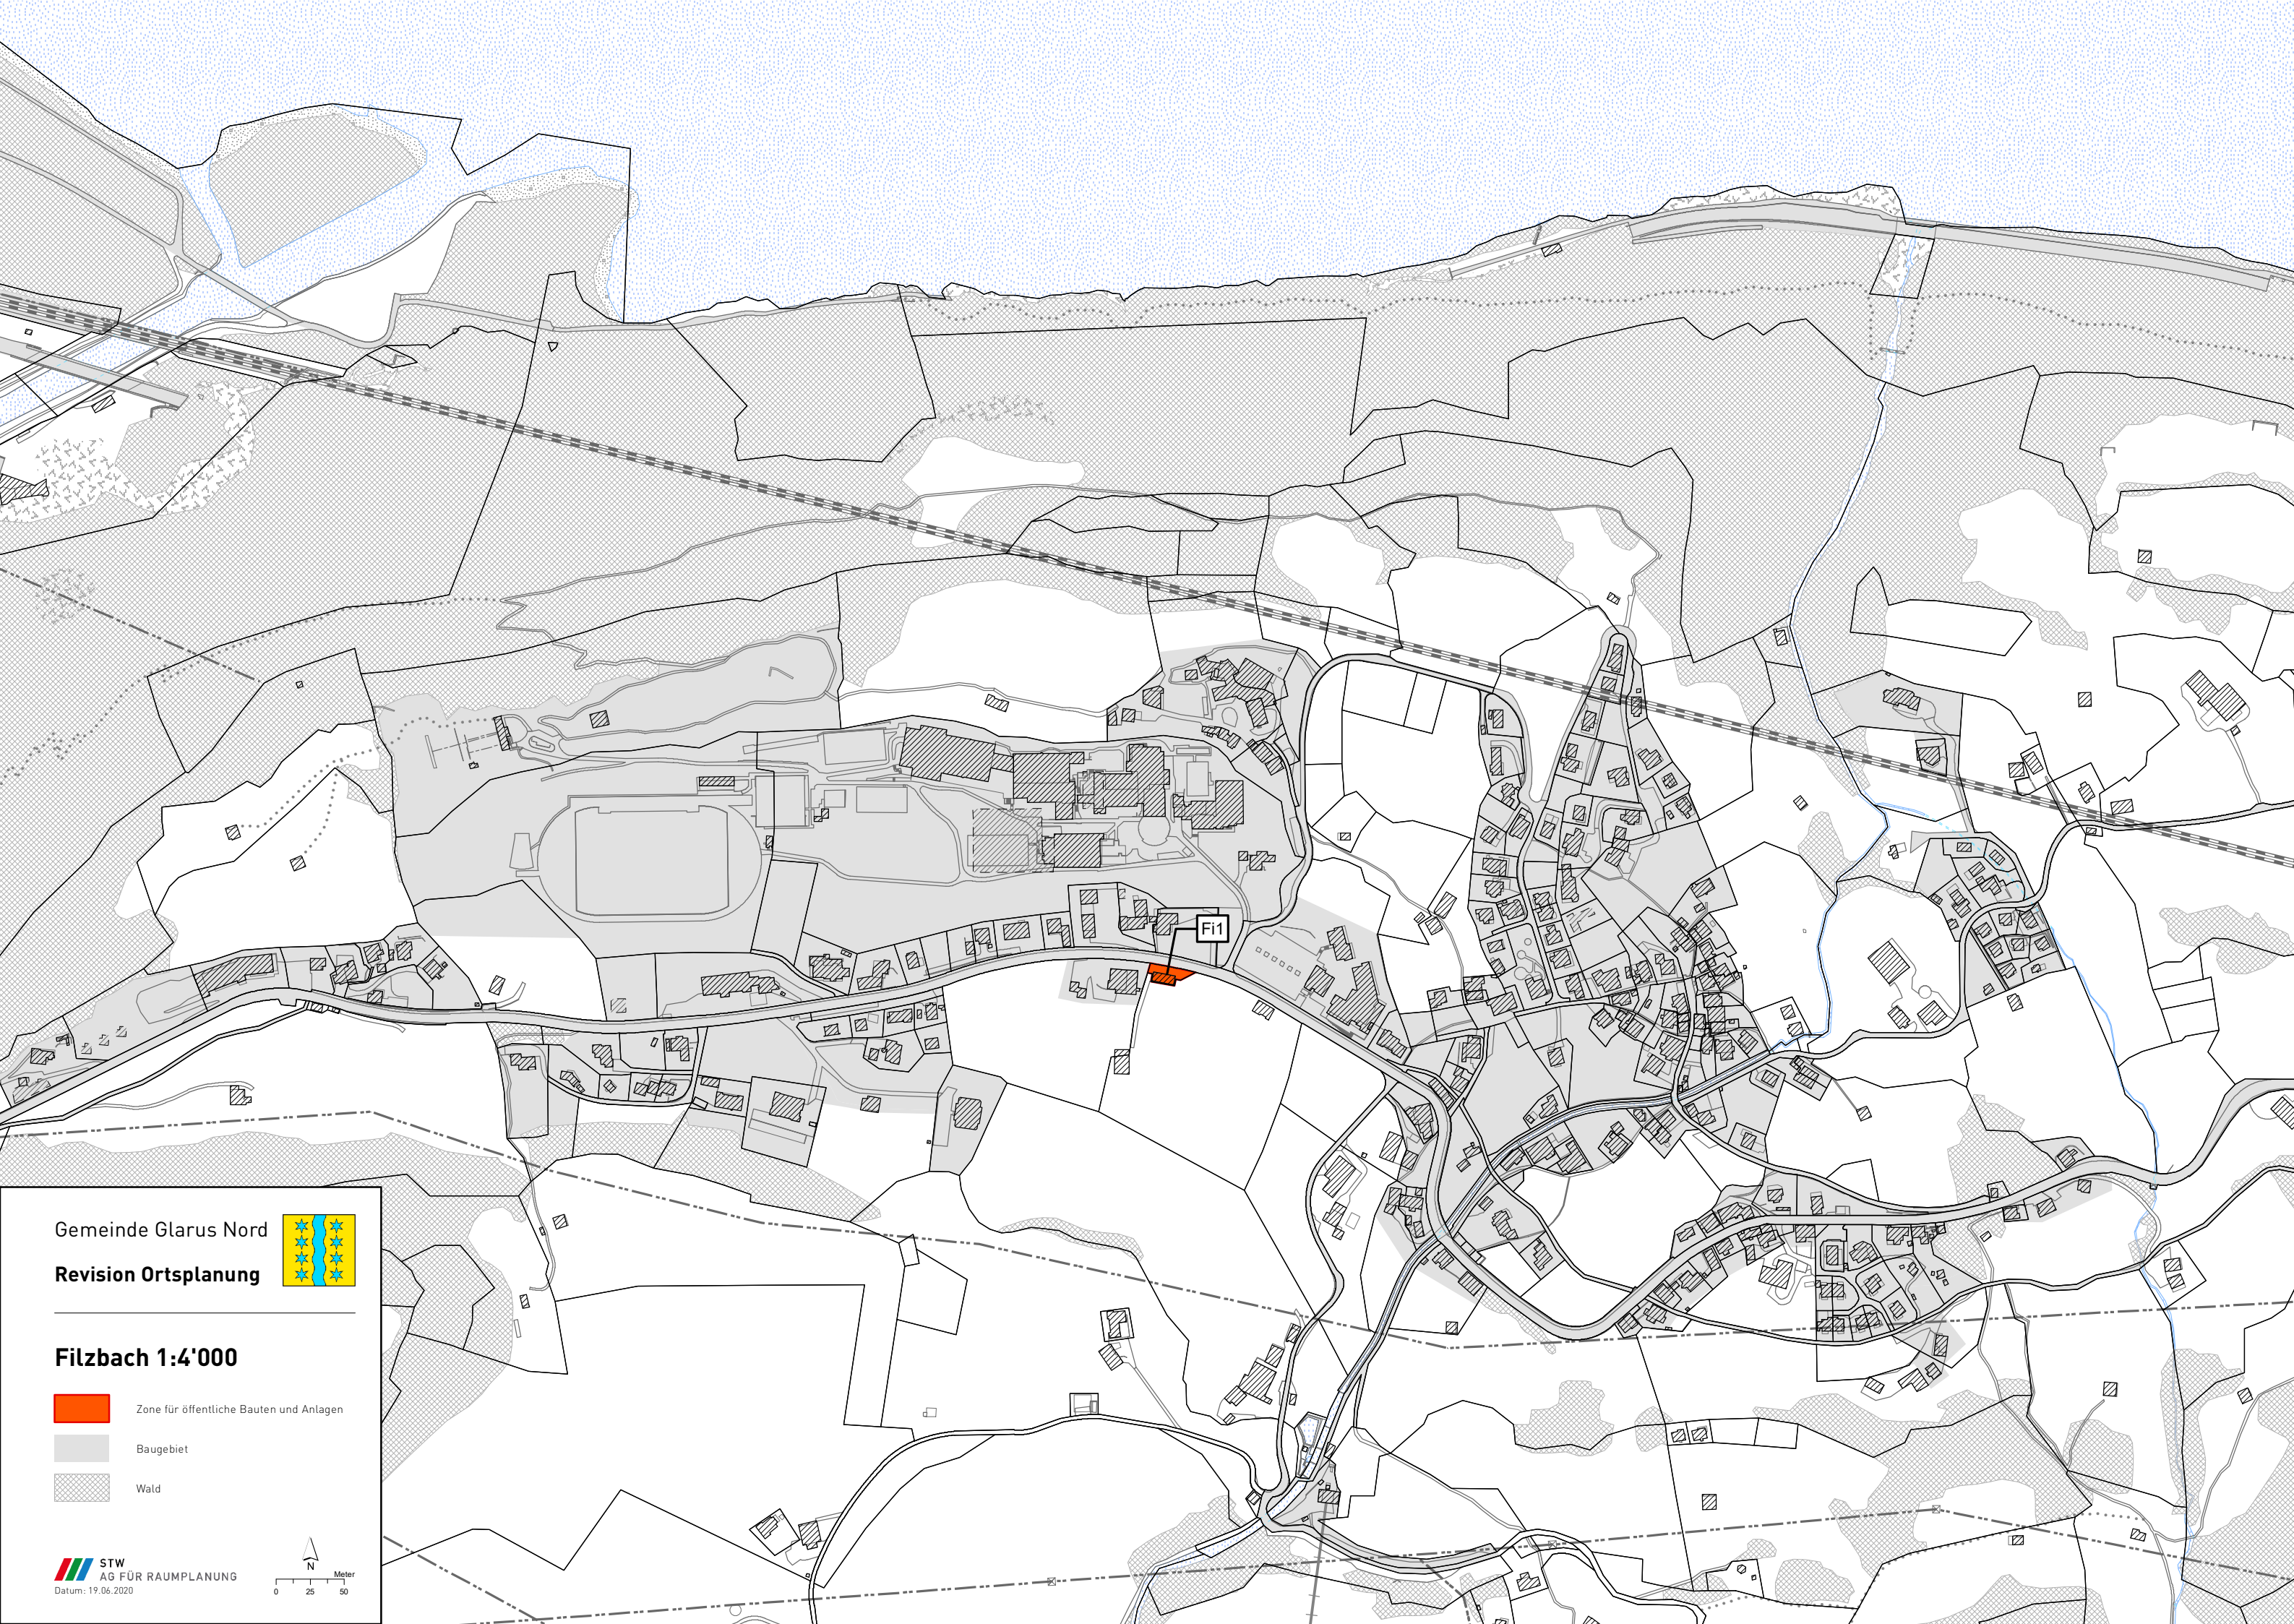 Fi1
Gemeinde Glarus Nord
Revision Ortsplanung
Filzbach 1:4'000
Zone für öffentliche Bauten und Anlagen
Baugebiet
Wald
STW
AG FÜR RAUMPLANUNG
Datum: 19.06.2020
N
Meter
0 25 50